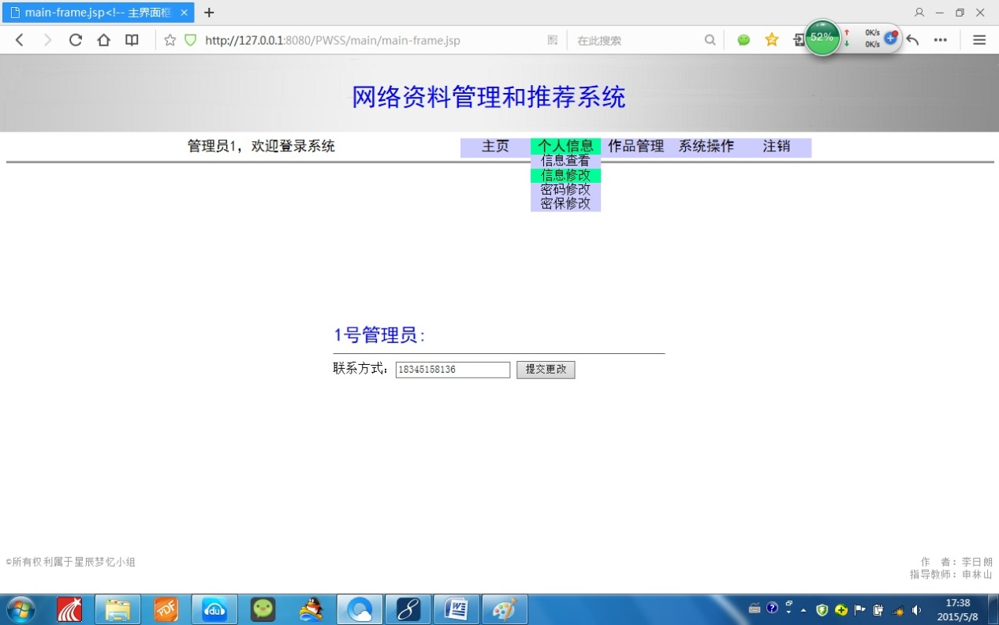 main-frame.jsp<!-- 主界面框
http://127.0.0.1:8080/PWSS/main/main-frame.jsp
在此搜索
52%
0K/s
0K/s
网络资料管理和推荐系统
管理员1，欢迎登录系统
主页 个人信息 作品管理 系统操作 注销
信息查看
信息修改
密码修改
密保修改
1号管理员：
联系方式： 18345158136 提交更改
©所有权利属于星辰梦忆小组
作 者：李日朗
指导教师：申林山
PDF
du
17:38
2015/5/8